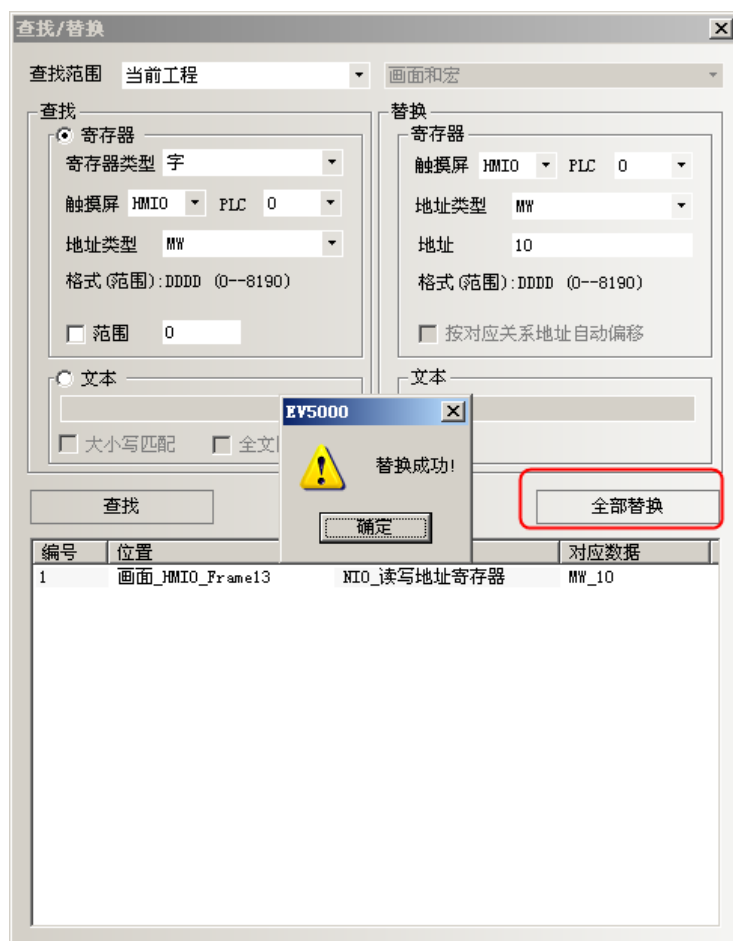 查找/替换
查找范围 当前工程 画面和宏
查找
寄存器
寄存器类型 字
触摸屏 HMI0 PLC 0
地址类型 MW
格式(范围):DDDD (0--8190)
范围 0
文本
大小写匹配 全文
替换
寄存器
触摸屏 HMI0 PLC 0
地址类型 MW
地址 10
格式(范围):DDDD (0--8190)
按对应关系地址自动偏移
文本
EV5000
替换成功!
确定
查找
全部替换
编号 位置 对应数据
1 画面_HMI0_Frame13 NI0_读写地址寄存器 MW_10